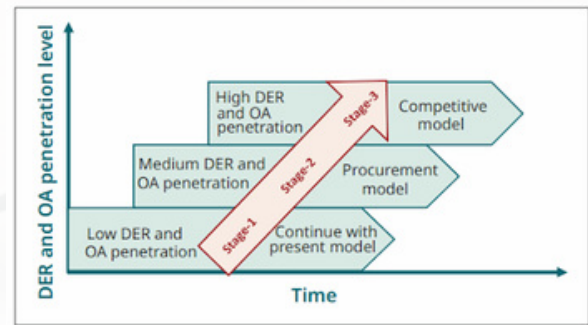 DER and OA penetration level
High DER
and OA
penetration
Stage-3
Competitive
model
Medium DER and
OA penetration
Stage-2
Procurement
model
Low DER and
OA penetration
Stage-1
Continue with
present model
Time